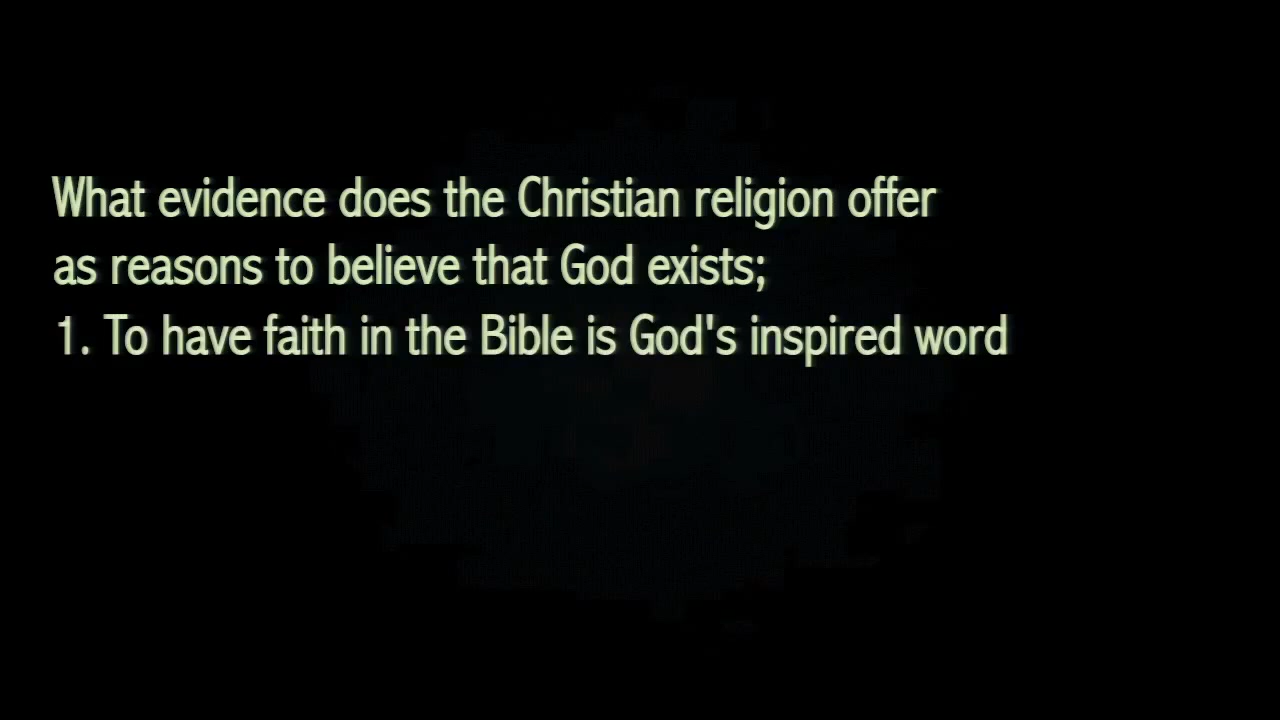 What evidence does the Christian religion offer
as reasons to believe that God exists;
1. To have faith in the Bible is God's inspired word